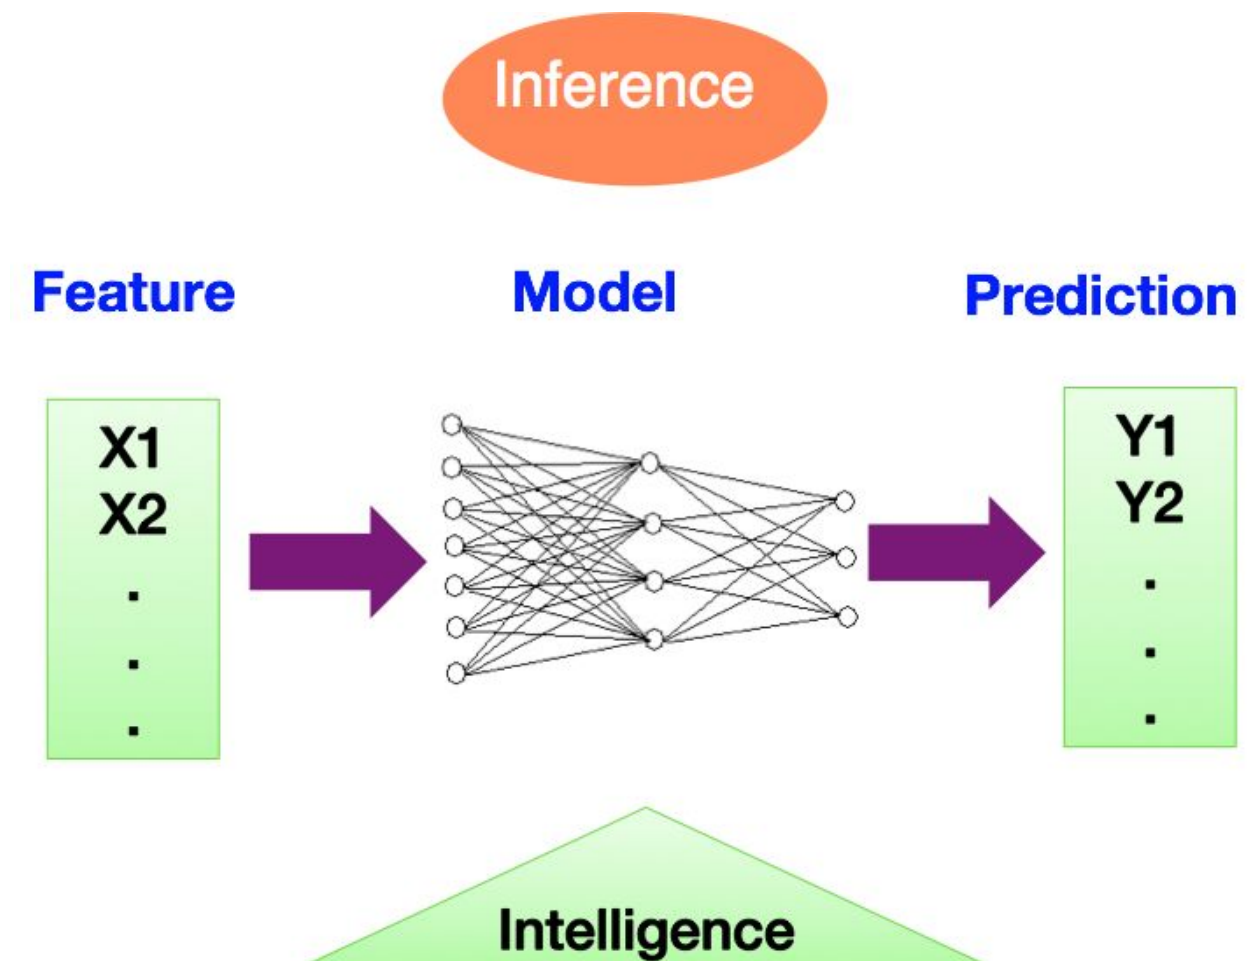 Inference
Feature
Model
Prediction
X1
X2
.
.
.
Y1
Y2
.
.
.
Intelligence